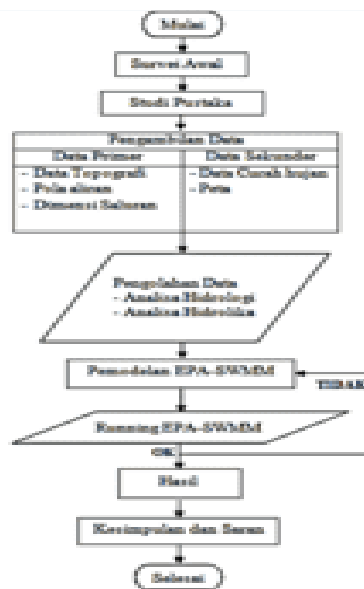 Mulai
Survei Awal
Studi Pustaka
Pengambilan Data
Data Primer
- Data Topografi
- Pola aliran
- Dimensi Saluran
Data Sekunder
- Data Curah hujan
- Peta
Pengolahan Data
- Analisa Hidrologi
- Analisa Hidrolika
Pemodelan EPA-SWMM
TIDAK
Running EPA-SWMM
OK
Hasil
Kesimpulan dan Saran
Selesai